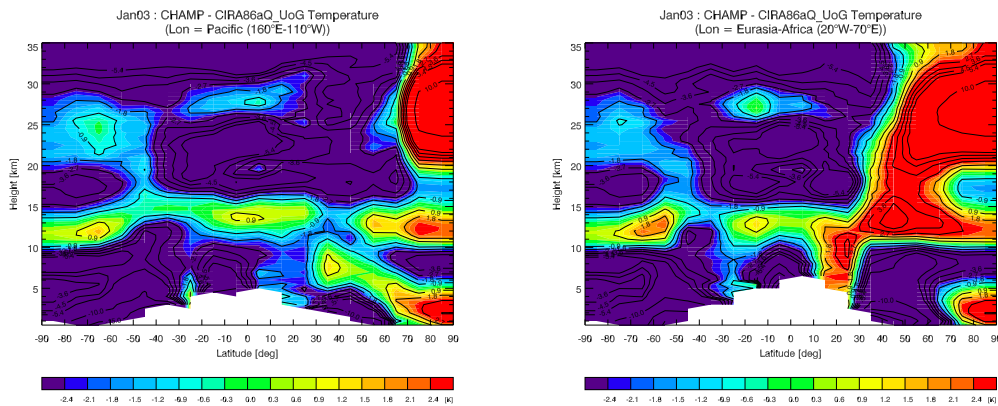 Jan03 : CHAMP - CIRA86aQ_UoG Temperature
(Lon = Pacific (160°E-110°W))
35
30
25
20
15
10
5
Height [km]
-90 -80 -70 -60 -50 -40 -30 -20 -10 0 10 20 30 40 50 60 70 80 90
Latitude [deg]
-2.4 -2.1 -1.8 -1.5 -1.2 -0.9 -0.6 -0.3 0.0 0.3 0.6 0.9 1.2 1.5 1.8 2.1 2.4 [K]
Jan03 : CHAMP - CIRA86aQ_UoG Temperature
(Lon = Eurasia-Africa (20°W-70°E))
35
30
25
20
15
10
5
Height [km]
-90 -80 -70 -60 -50 -40 -30 -20 -10 0 10 20 30 40 50 60 70 80 90
Latitude [deg]
-2.4 -2.1 -1.8 -1.5 -1.2 -0.9 -0.6 -0.3 0.0 0.3 0.6 0.9 1.2 1.5 1.8 2.1 2.4 [K]